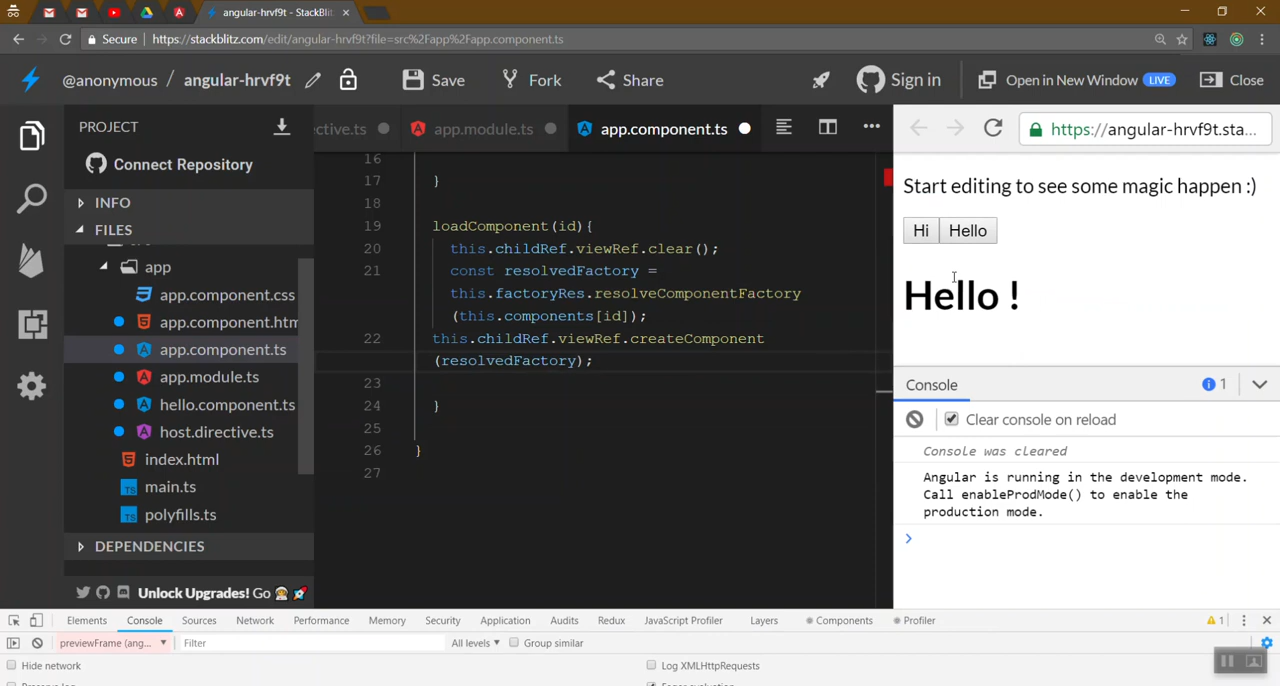 angular-hrvf9t - StackBlitz
Secure https://stackblitz.com/edit/angular-hrvf9t?file=src%2Fapp%2Fapp.component.ts
@anonymous / angular-hrvf9t Save Fork Share Sign in Open in New Window LIVE Close
PROJECT
Connect Repository
INFO
FILES
app
app.component.css
app.component.htm
app.component.ts
app.module.ts
hello.component.ts
host.directive.ts
index.html
main.ts
polyfills.ts
DEPENDENCIES
Unlock Upgrades! Go
ctive.ts app.module.ts app.component.ts
16
17 }
18
19 loadComponent(id){
20 this.childRef.viewRef.clear();
21 const resolvedFactory =
this.factoryRes.resolveComponentFactory
(this.components[id]);
22 this.childRef.viewRef.createComponent
(resolvedFactory);
23
24 }
25
26 }
27
https://angular-hrvf9t.sta...
Start editing to see some magic happen :)
Hi Hello
Hello !
Console 1
Clear console on reload
Console was cleared
Angular is running in the development mode.
Call enableProdMode() to enable the
production mode.
Elements Console Sources Network Performance Memory Security Application Audits Redux JavaScript Profiler Layers Components Profiler 1
previewFrame (ang... Filter All levels Group similar
Hide network Log XMLHttpRequests